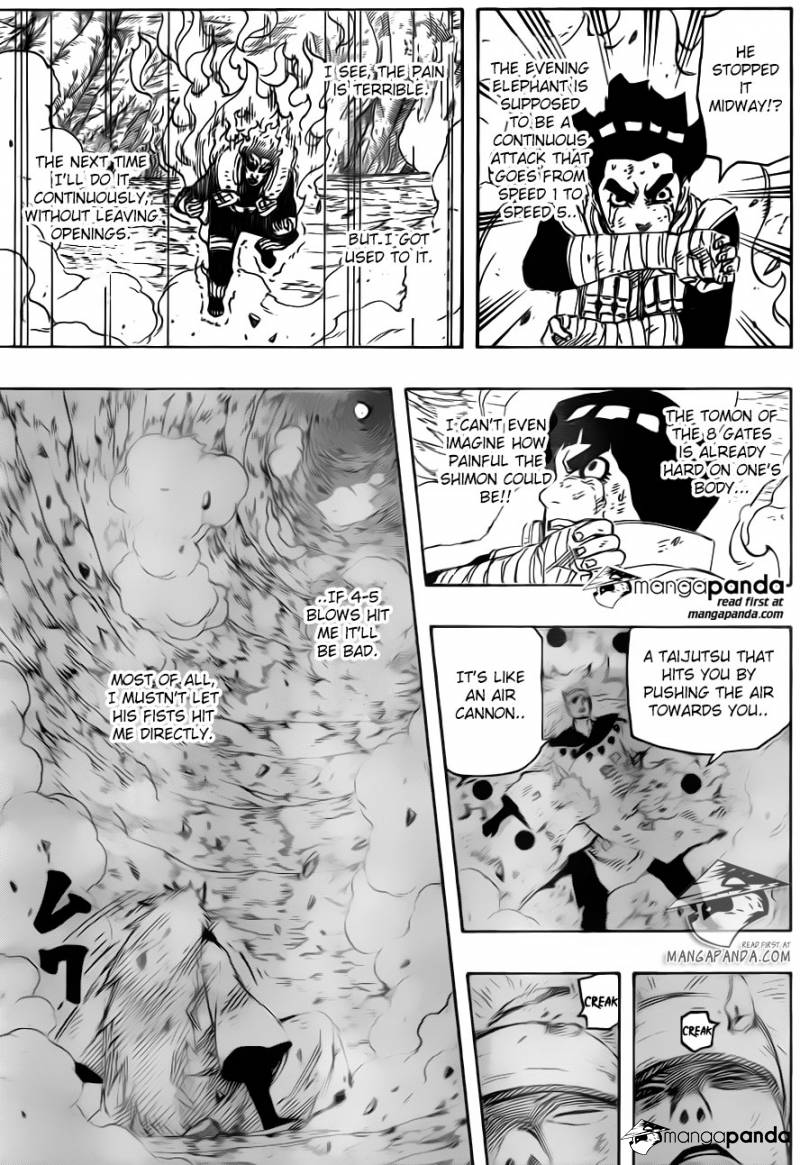 HE
STOPPED
IT
MIDWAY!?
THE EVENING
ELEPHANT IS
SUPPOSED
TO BE A
CONTINUOUS
ATTACK THAT
GOES FROM
SPEED 1 TO
SPEED 5...
I SEE, THE PAIN
IS TERRIBLE.
BUT I GOT
USED TO IT.
THE NEXT TIME
I'LL DO IT
CONTINUOUSLY,
WITHOUT LEAVING
OPENINGS.
THE TOMON OF
THE 8 GATES
IS ALREADY
HARD ON ONE'S
BODY...
I CAN'T EVEN
IMAGINE HOW
PAINFUL THE
SHIMON COULD
BE!!
mangapanda
read first at
mangapanda.com
A TAIJUTSU THAT
HITS YOU BY
PUSHING THE AIR
TOWARDS YOU..
IT'S LIKE
AN AIR
CANNON..
READ FIRST AT
MANGAPANDA.COM
CREAK
CREAK
mangapanda
..IF 4-5
BLOWS HIT
ME IT'LL
BE BAD.
MOST OF ALL,
I MUSTN'T LET
HIS FISTS HIT
ME DIRECTLY.
ムク